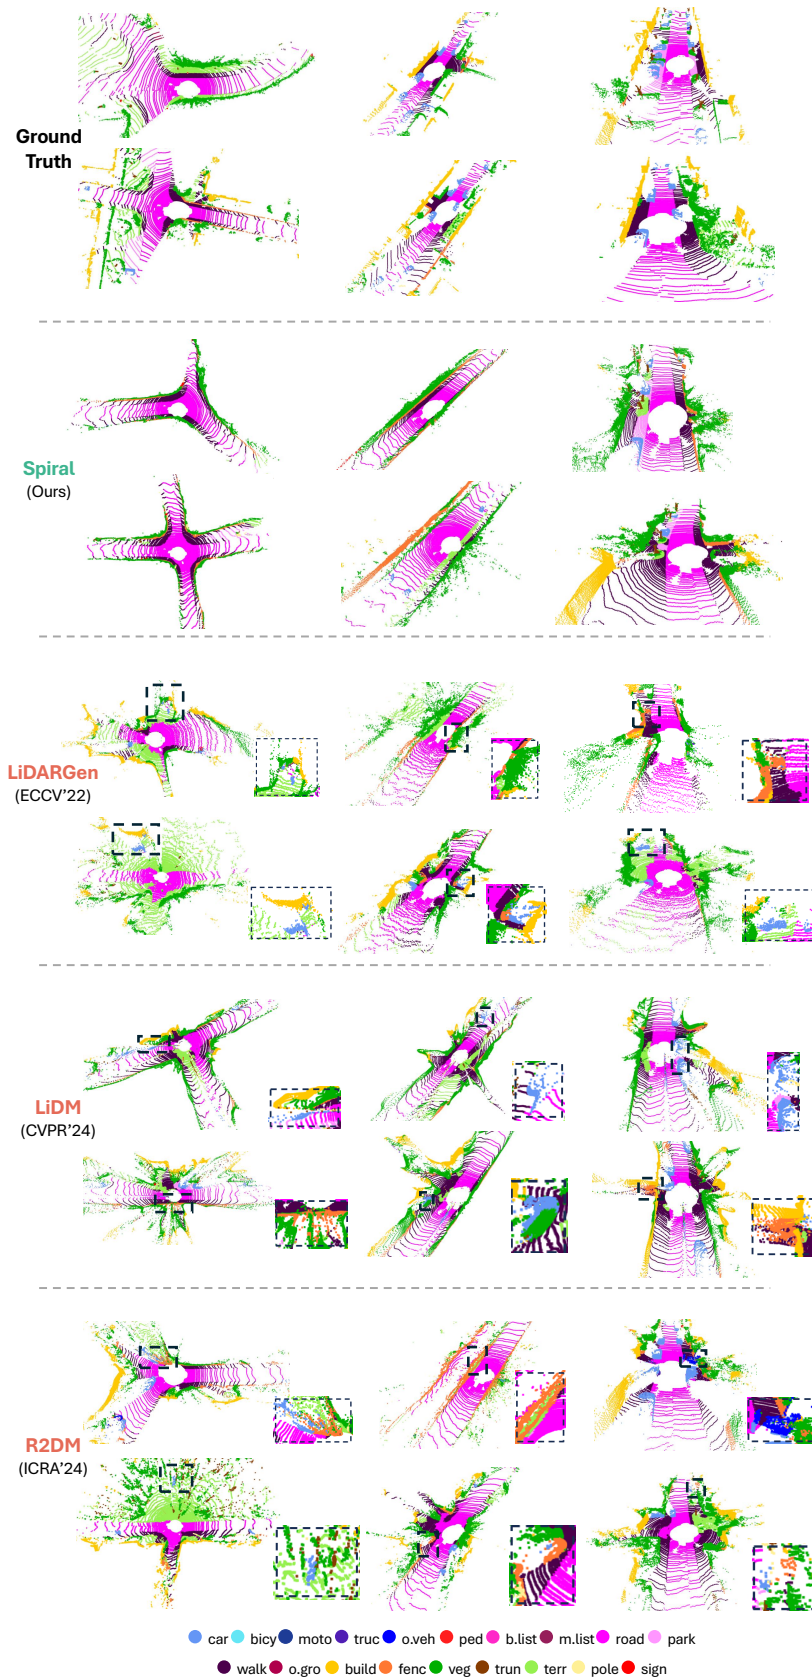 Ground
Truth
Spiral
(Ours)
LiDARGen
(ECCV'22)
LiDM
(CVPR'24)
R2DM
(ICRA'24)
car bicy moto truc o.veh ped b.list m.list road park
walk o.gro build fenc veg trun terr pole sign